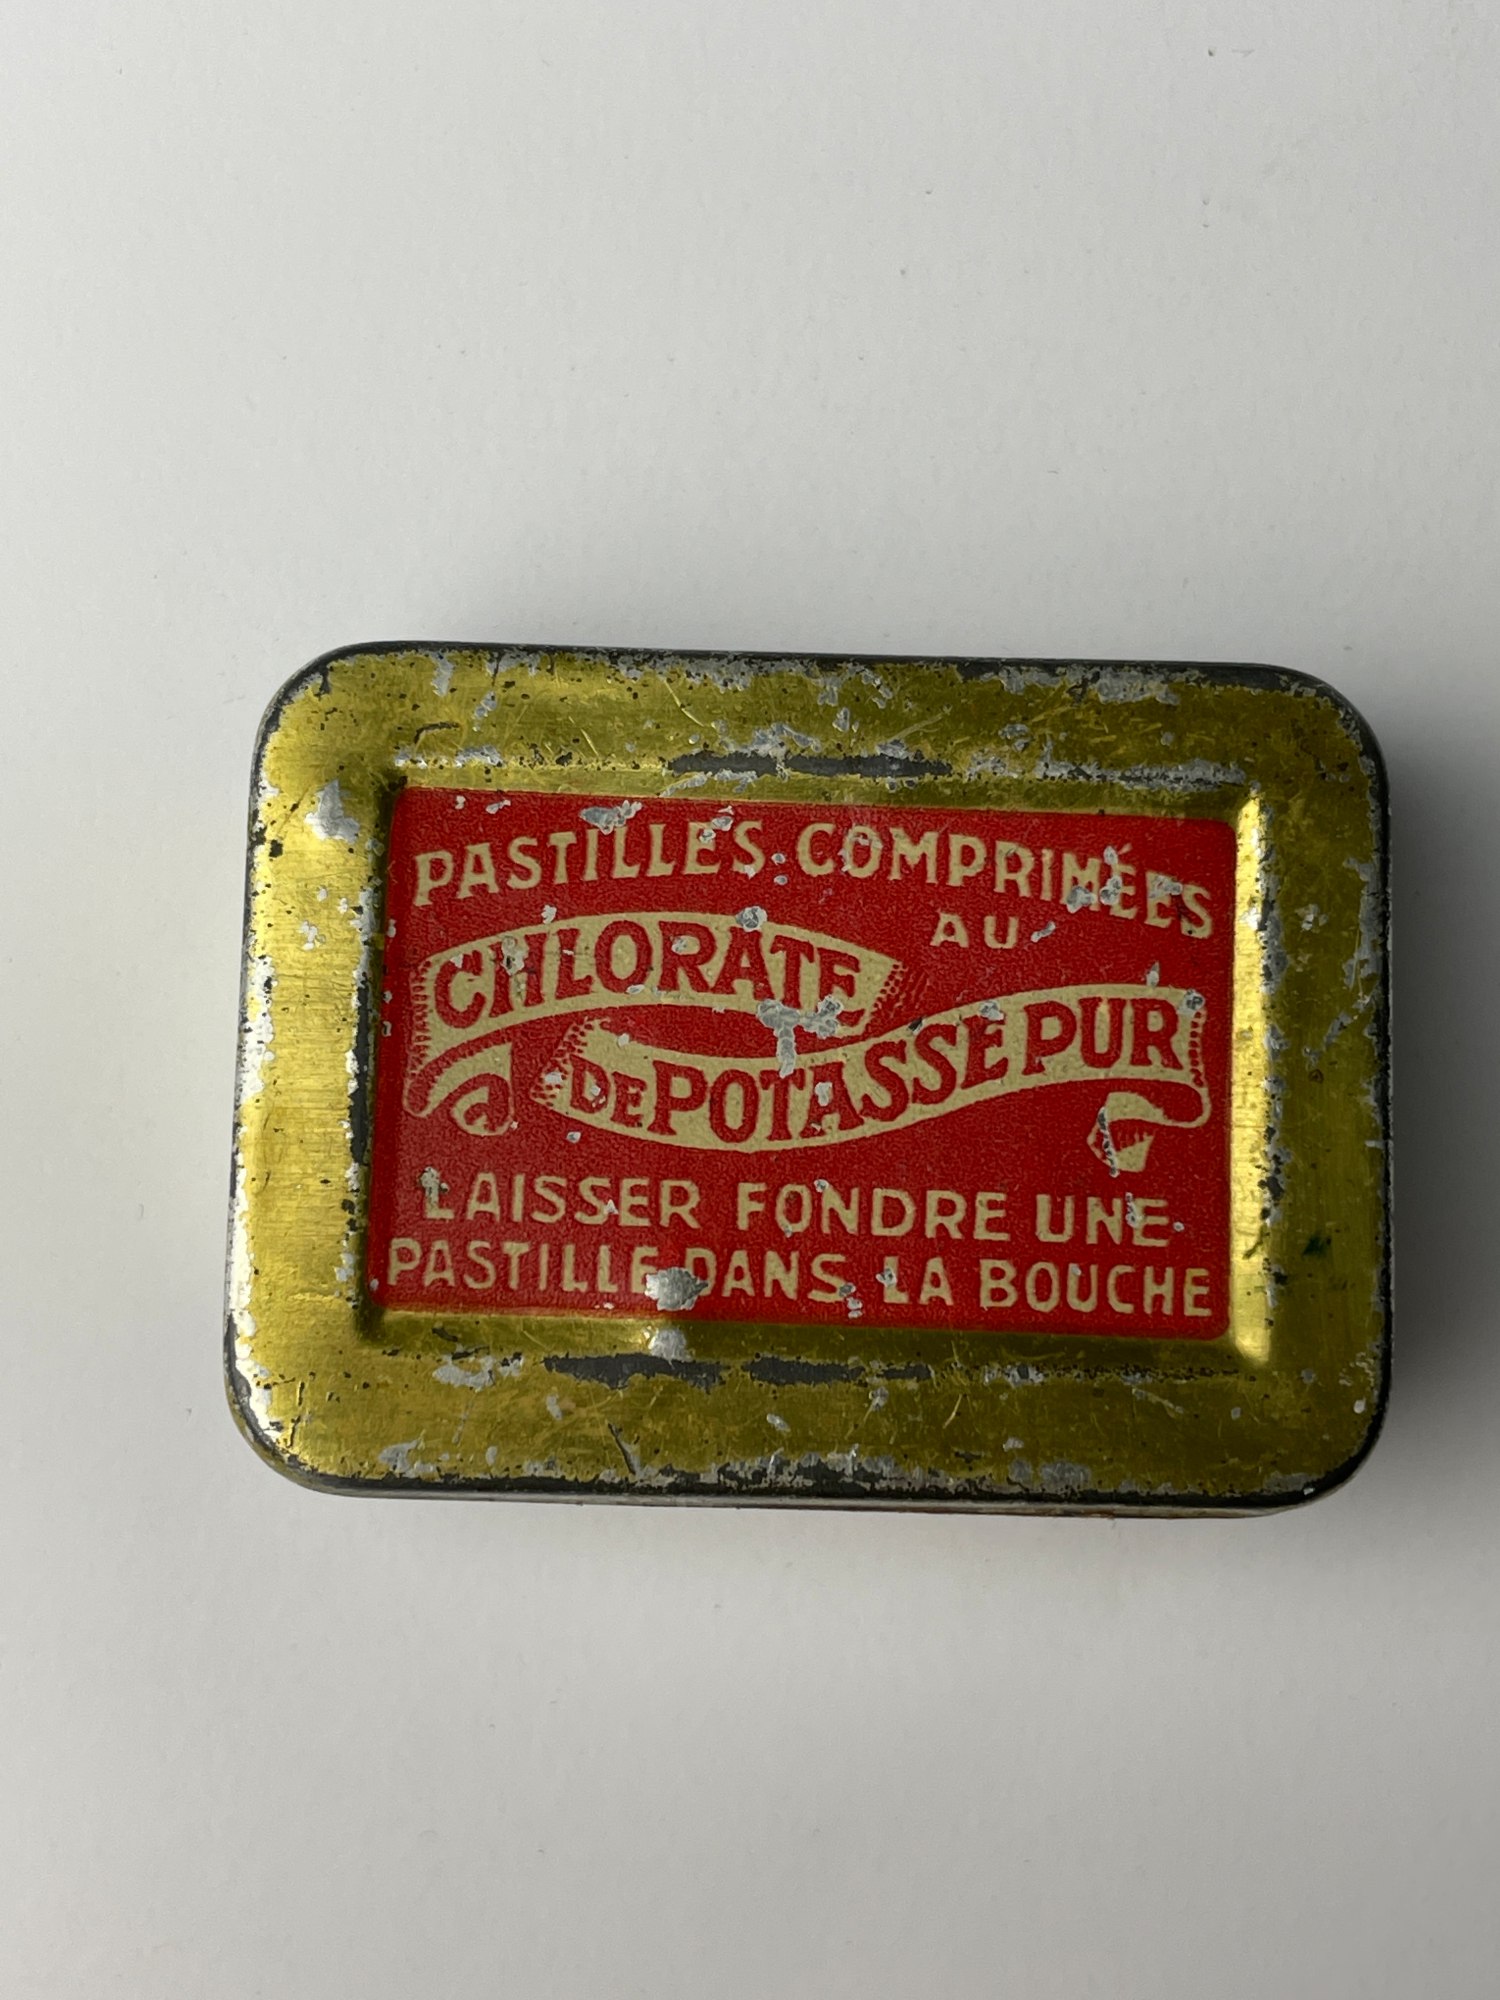 PASTILLES COMPRIMÉES
AU
CHLORATE
DE POTASSE PUR
LAISSER FONDRE UNE
PASTILLE DANS LA BOUCHE